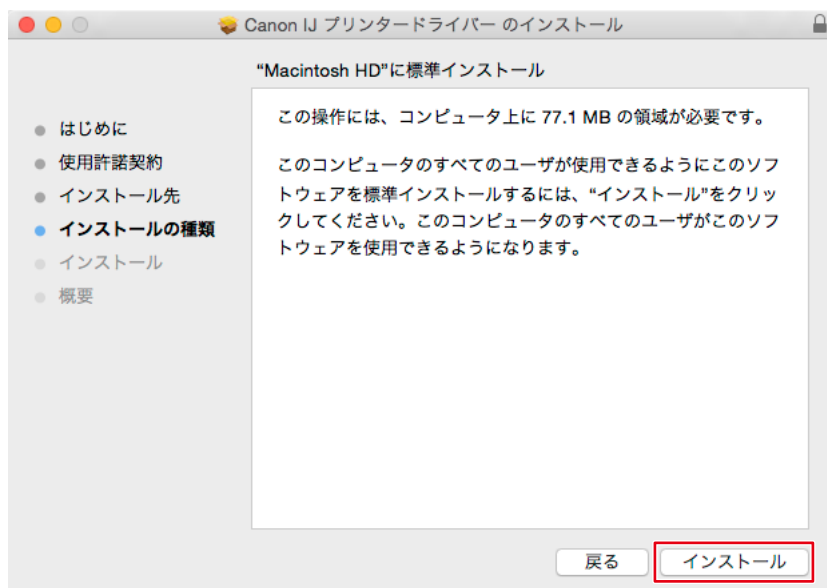 Canon IJ プリンタードライバー のインストール
“Macintosh HD”に標準インストール
はじめに
使用許諾契約
インストール先
インストールの種類
インストール
概要
この操作には、コンピュータ上に 77.1 MB の領域が必要です。
このコンピュータのすべてのユーザが使用できるようにこのソフ
トウェアを標準インストールするには、“インストール”をクリッ
クしてください。このコンピュータのすべてのユーザがこのソフ
トウェアを使用できるようになります。
戻る
インストール